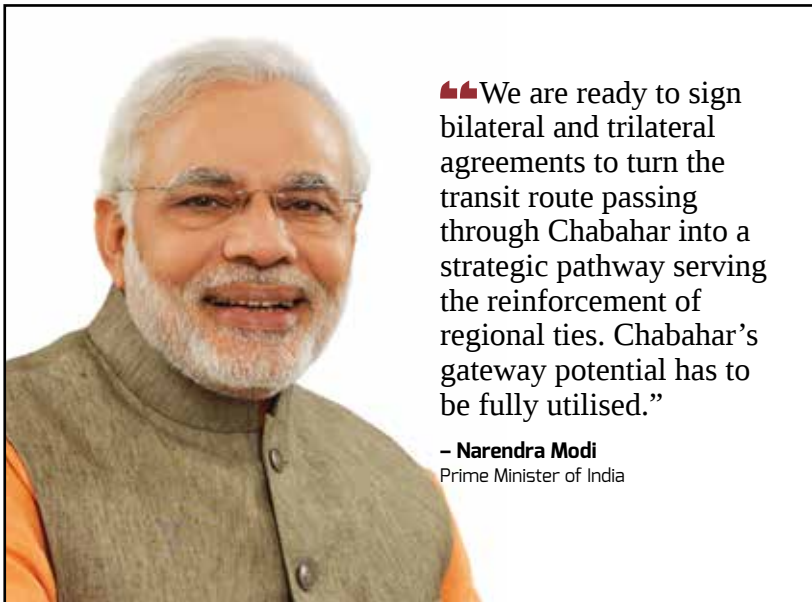 “We are ready to sign
bilateral and trilateral
agreements to turn the
transit route passing
through Chabahar into a
strategic pathway serving
the reinforcement of
regional ties. Chabahar’s
gateway potential has to
be fully utilised.”
– Narendra Modi
Prime Minister of India